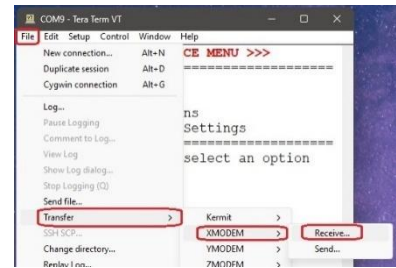 COM9 - Tera Term VT
File Edit Setup Control Window Help
New connection... Alt+N
Duplicate session Alt+D
Cygwin connection Alt+G
Log...
Pause Logging
Comment to Log...
View Log
Show Log dialog...
Stop Logging (Q)
Send file...
Transfer >
SSH SCP...
Change directory...
Replay Log...
CE MENU >>>
====================
ns
Settings
====================
select an option
Kermit >
XMODEM >
YMODEM >
ZMODEM >
Receive...
Send...